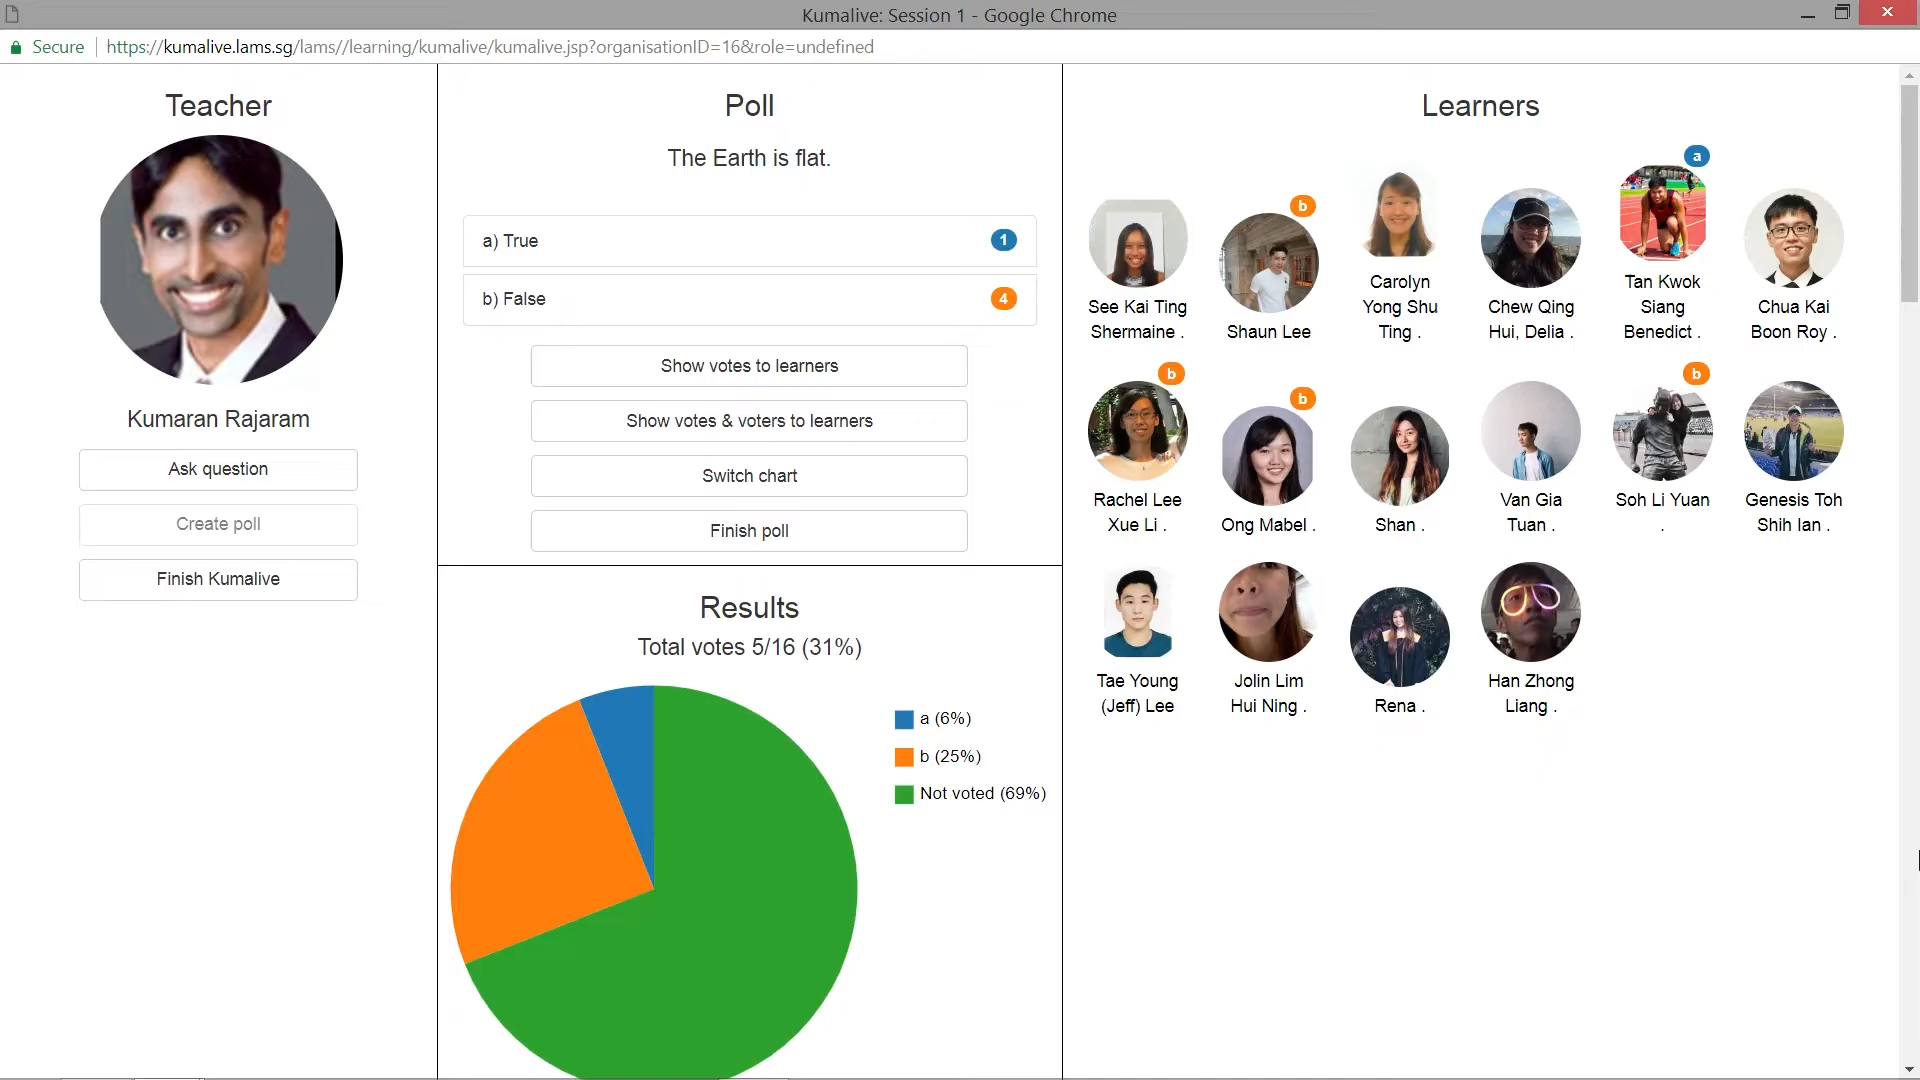 Kumalive: Session 1 - Google Chrome
Secure https://kumalive.lams.sg/lams//learning/kumalive/kumalive.jsp?organisationID=16&role=undefined
Teacher
Kumaran Rajaram
Ask question
Create poll
Finish Kumalive
Poll
The Earth is flat.
a) True 1
b) False 4
Show votes to learners
Show votes & voters to learners
Switch chart
Finish poll
Results
Total votes 5/16 (31%)
a (6%)
b (25%)
Not voted (69%)
Learners
See Kai Ting
Shermaine .
b
Shaun Lee
Carolyn
Yong Shu
Ting .
Chew Qing
Hui, Delia .
a
Tan Kwok
Siang
Benedict .
Chua Kai
Boon Roy .
b
Rachel Lee
Xue Li .
b
Ong Mabel .
Shan .
Van Gia
Tuan .
b
Soh Li Yuan
.
Genesis Toh
Shih Ian .
Tae Young
(Jeff) Lee
Jolin Lim
Hui Ning .
Rena .
Han Zhong
Liang .